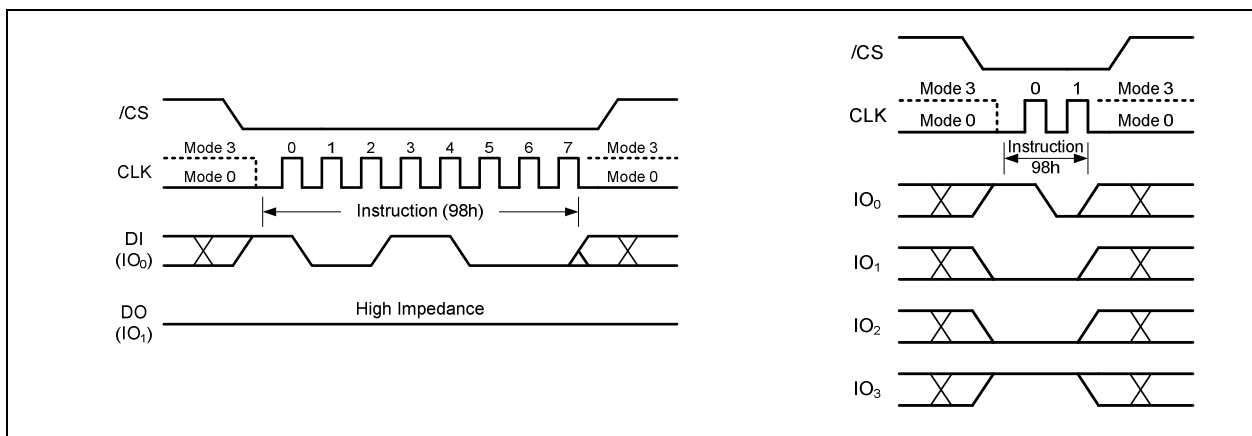 /CS
Mode 3 0 1 2 3 4 5 6 7 Mode 3
CLK Mode 0 Mode 0
Instruction (98h)
DI
(IO₀)
High Impedance
DO
(IO₁)
/CS
Mode 3 0 1 Mode 3
CLK Mode 0 Mode 0
Instruction
98h
IO₀
IO₁
IO₂
IO₃